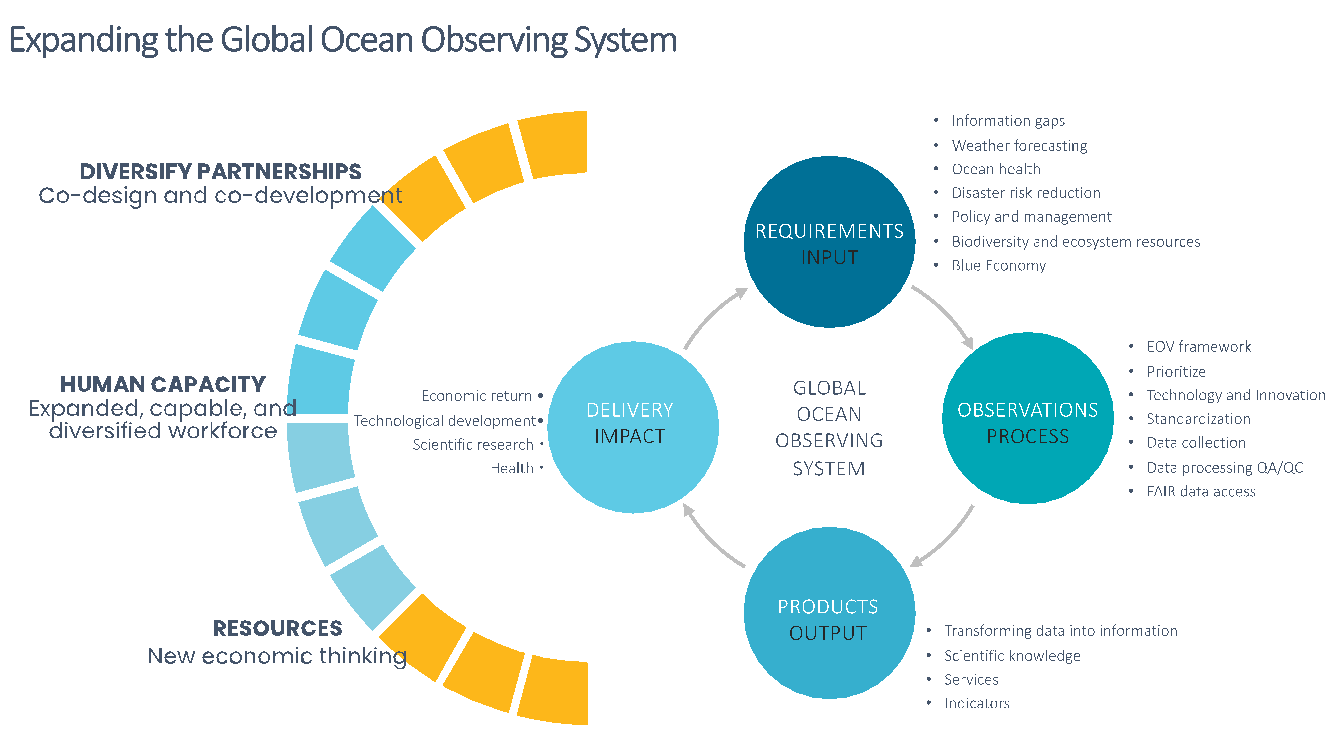 Expanding the Global Ocean Observing System
DIVERSIFY PARTNERSHIPS
Co-design and co-development
HUMAN CAPACITY
Expanded, capable, and
diversified workforce
RESOURCES
New economic thinking
Economic return •
Technological development•
Scientific research •
Health •
DELIVERY
IMPACT
REQUIREMENTS
INPUT
• Information gaps
• Weather forecasting
• Ocean health
• Disaster risk reduction
• Policy and management
• Biodiversity and ecosystem resources
• Blue Economy
GLOBAL
OCEAN
OBSERVING
SYSTEM
OBSERVATIONS
PROCESS
• EOV framework
• Prioritize
• Technology and Innovation
• Standardization
• Data collection
• Data processing QA/QC
• FAIR data access
PRODUCTS
OUTPUT
• Transforming data into information
• Scientific knowledge
• Services
• Indicators